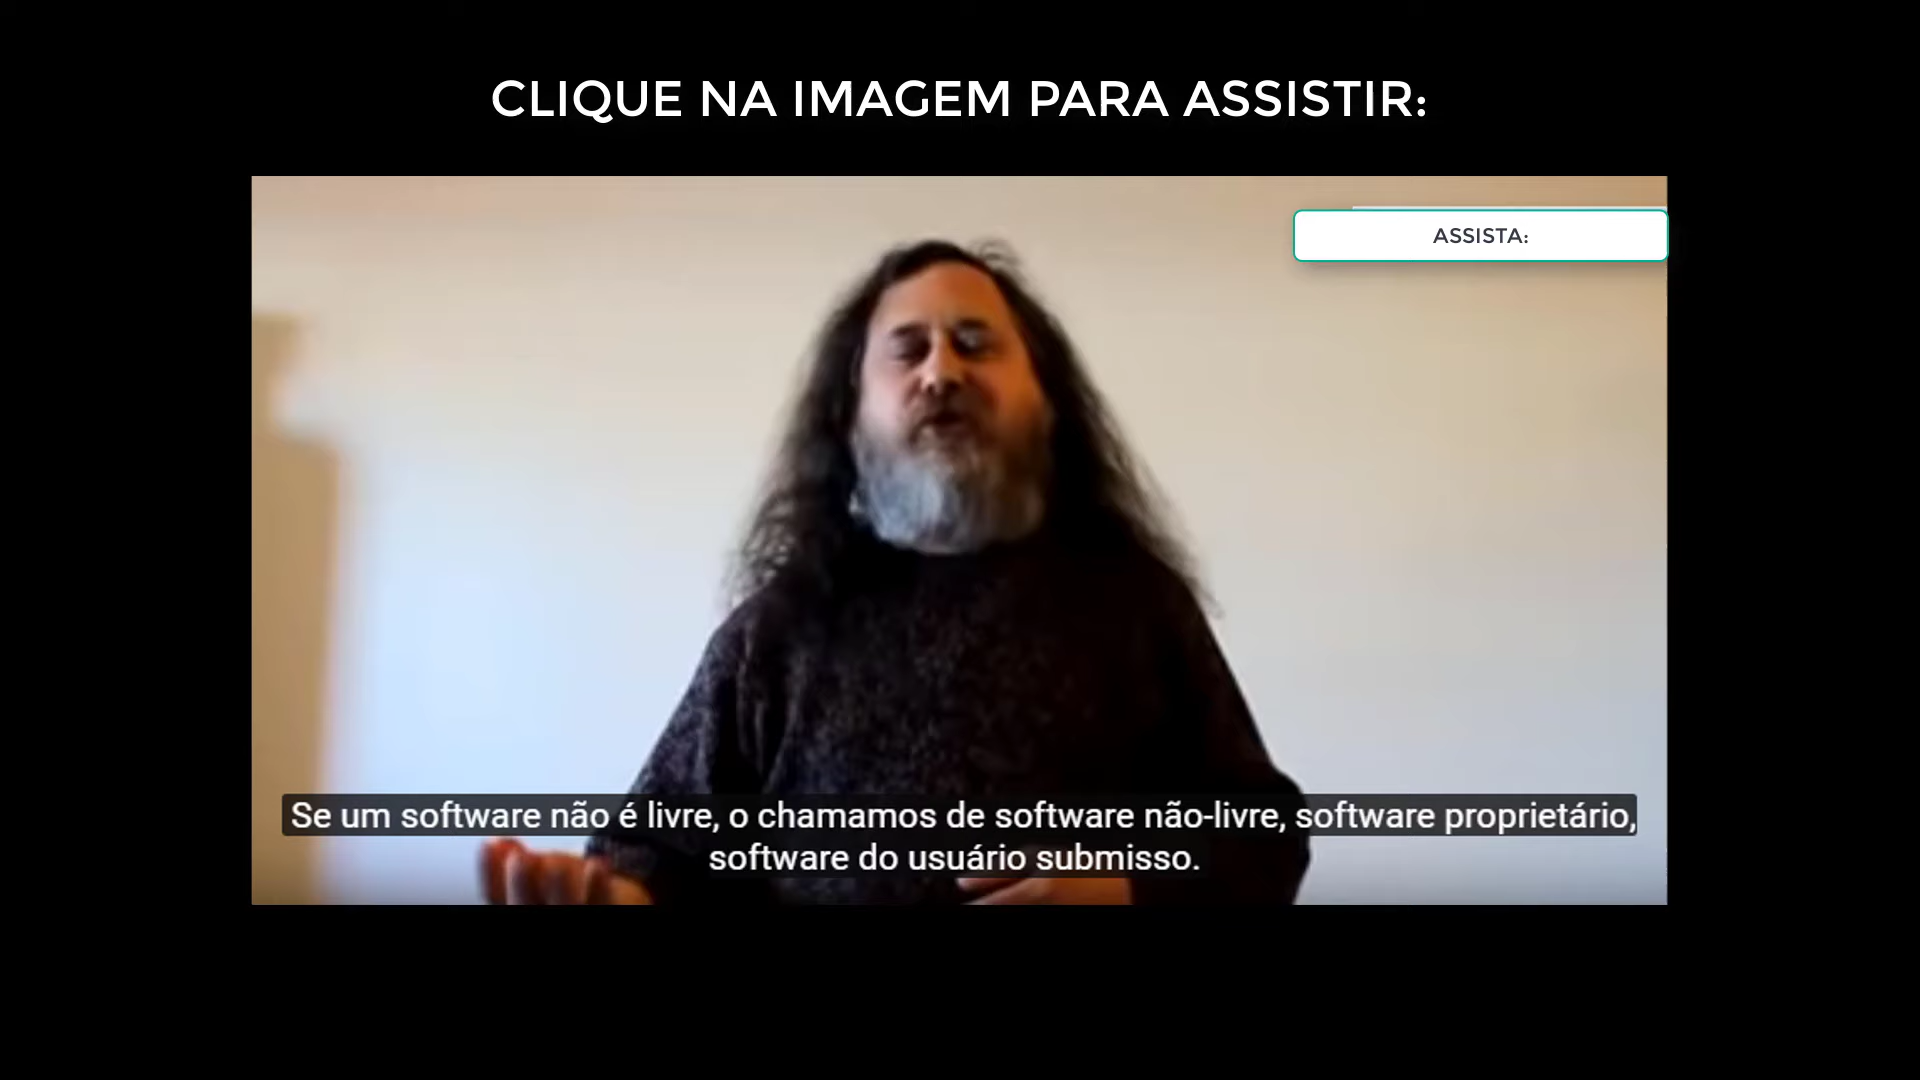 CLIQUE NA IMAGEM PARA ASSISTIR:
ASSISTA:
Se um software não é livre, o chamamos de software não-livre, software proprietário,
software do usuário submisso.